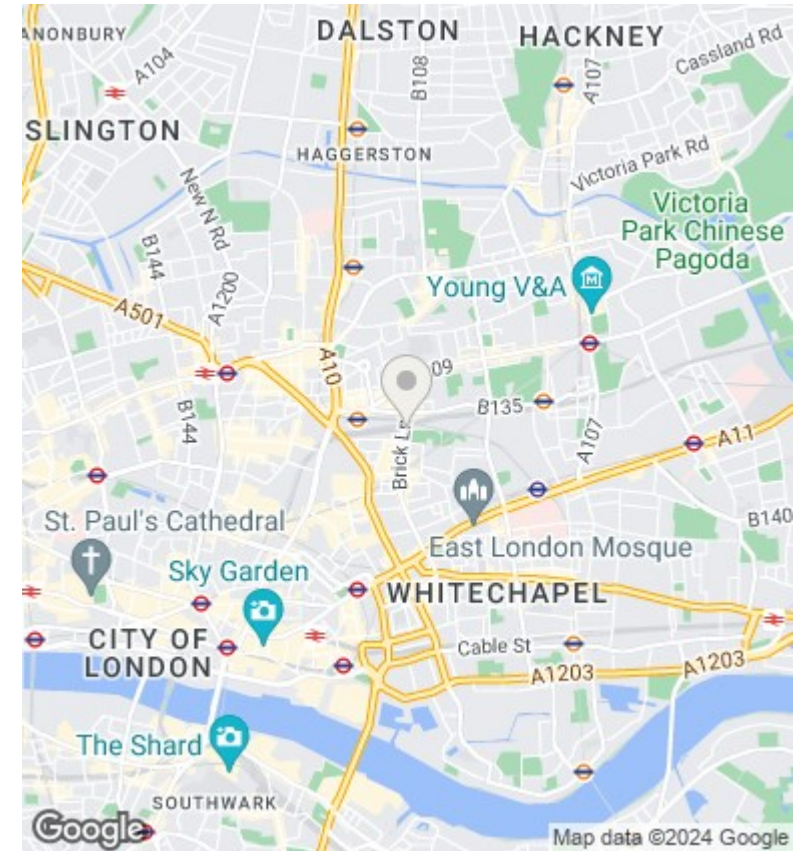 ANONBURY
DALSTON
HACKNEY
Cassland Rd
A104
B108
A107
SLINGTON
HAGGERSTON
Victoria Park Rd
New N Rd
Victoria
Park Chinese
Pagoda
B144
A1200
Young V&A
A501
A10
09
B135
A11
B144
A107
Brick L
St. Paul's Cathedral
B140
East London Mosque
Sky Garden
WHITECHAPEL
CITY OF
LONDON
Cable St
A1203
A1203
The Shard
SOUTHWARK
Google
Map data ©2024 Google